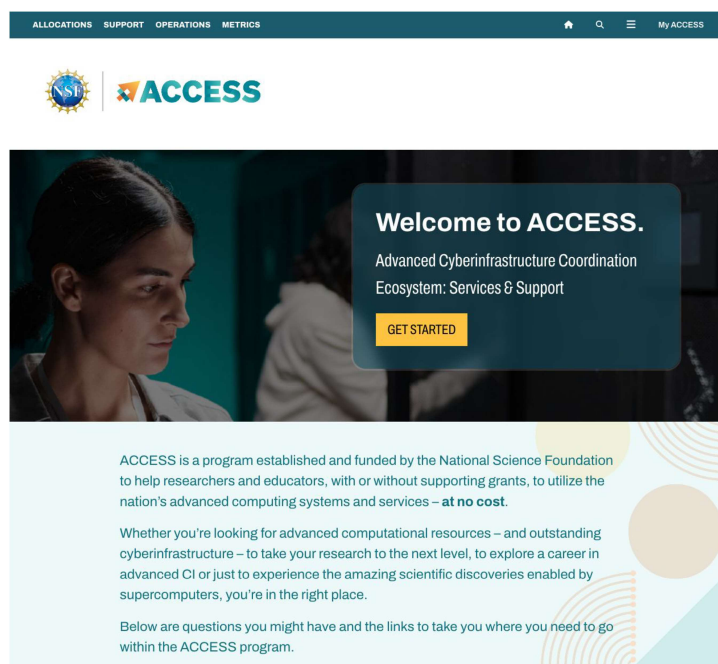 ALLOCATIONS SUPPORT OPERATIONS METRICS My ACCESS
NSF
ACCESS
Welcome to ACCESS.
Advanced Cyberinfrastructure Coordination
Ecosystem: Services & Support
GET STARTED
ACCESS is a program established and funded by the National Science Foundation
to help researchers and educators, with or without supporting grants, to utilize the
nation’s advanced computing systems and services – at no cost.
Whether you’re looking for advanced computational resources – and outstanding
cyberinfrastructure – to take your research to the next level, to explore a career in
advanced CI or just to experience the amazing scientific discoveries enabled by
supercomputers, you’re in the right place.
Below are questions you might have and the links to take you where you need to go
within the ACCESS program.